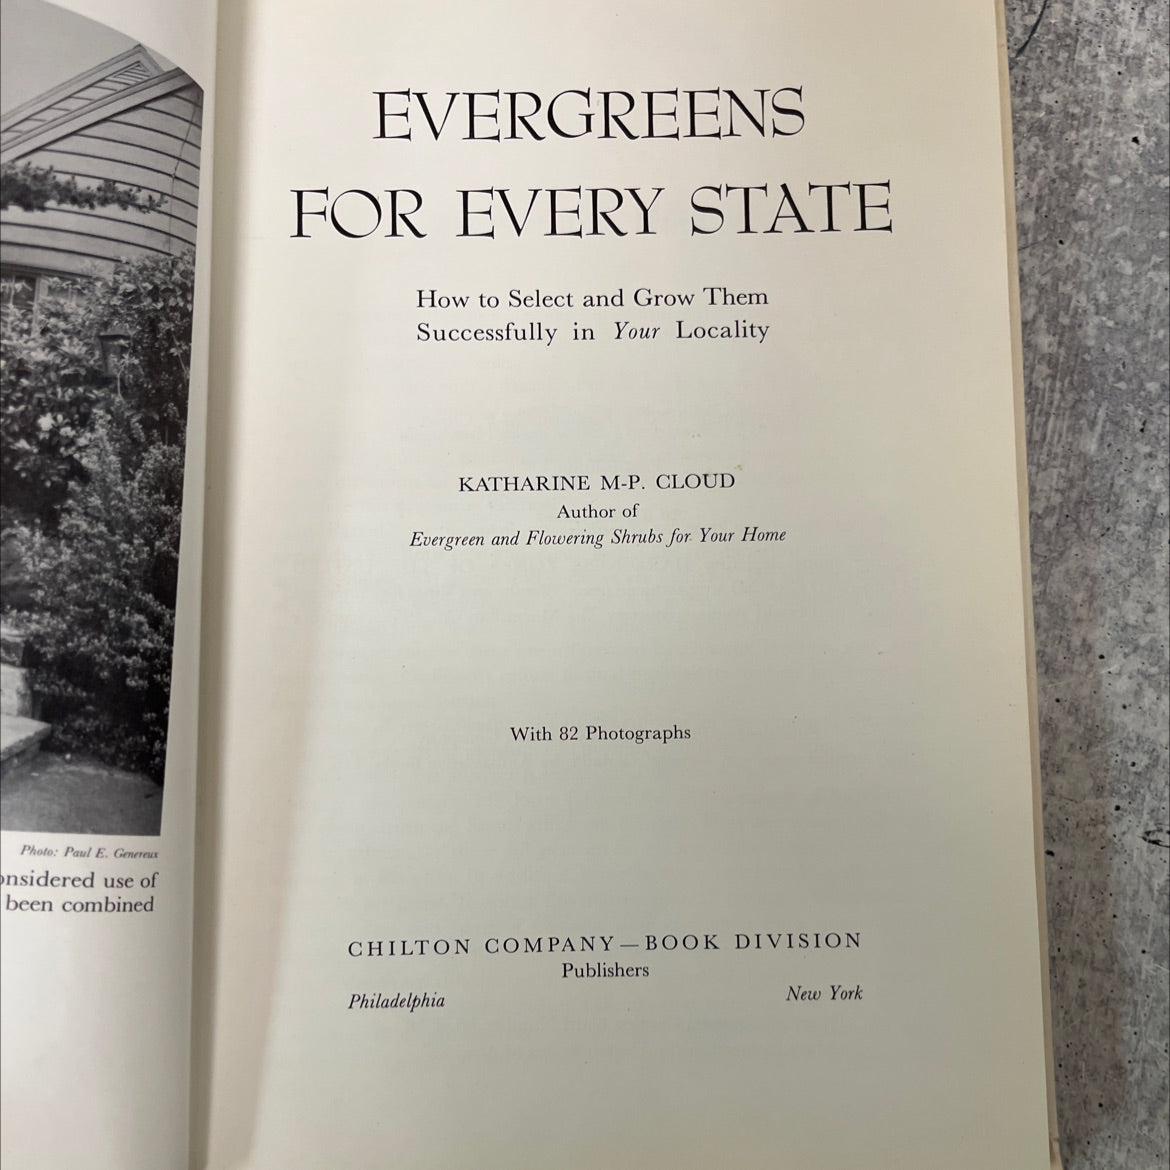 EVERGREENS
FOR EVERY STATE
How to Select and Grow Them
Successfully in Your Locality
KATHARINE M-P. CLOUD
Author of
Evergreen and Flowering Shrubs for Your Home
With 82 Photographs
CHILTON COMPANY—BOOK DIVISION
Publishers
Philadelphia New York
Photo: Paul E. Genereux
onsidered use of
been combined